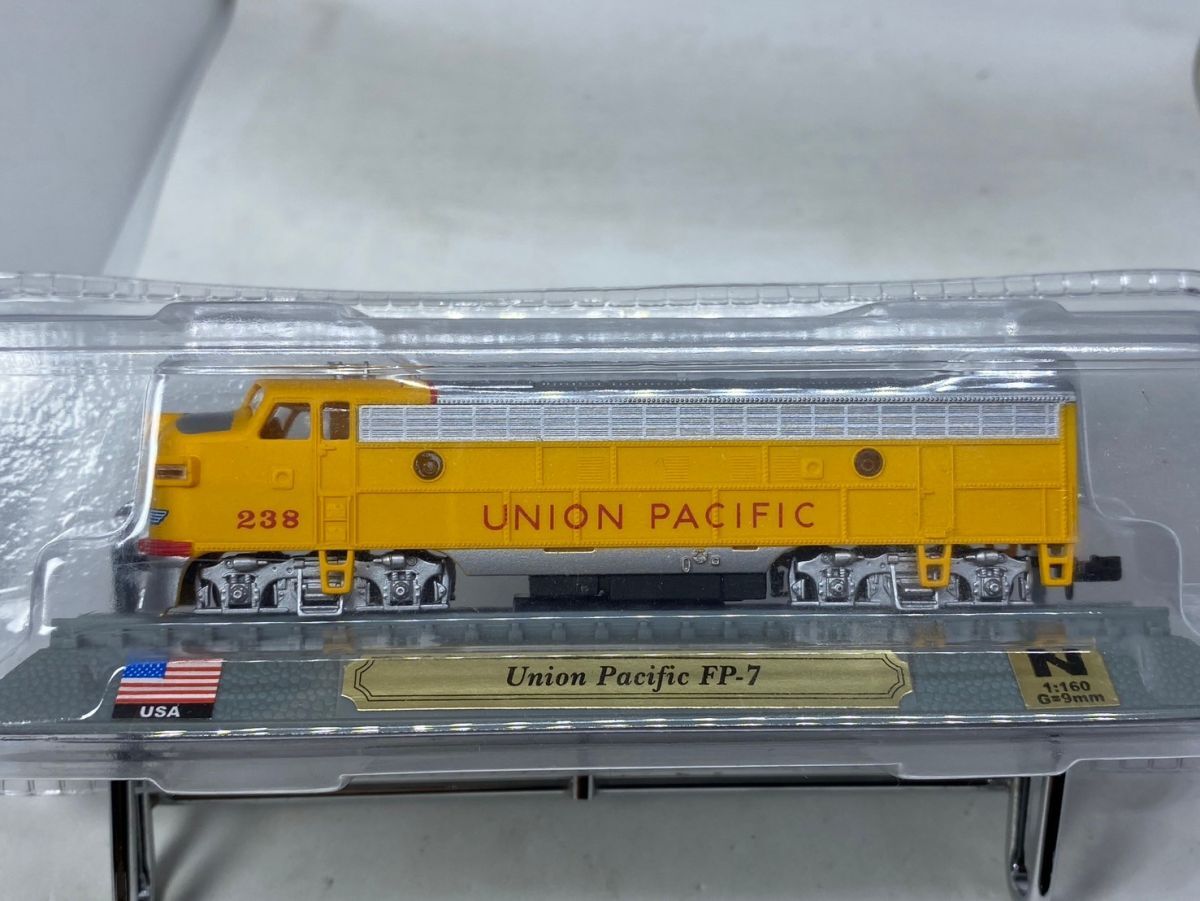 238
UNION PACIFIC
USA
Union Pacific FP-7
N
1:160
G=9mm